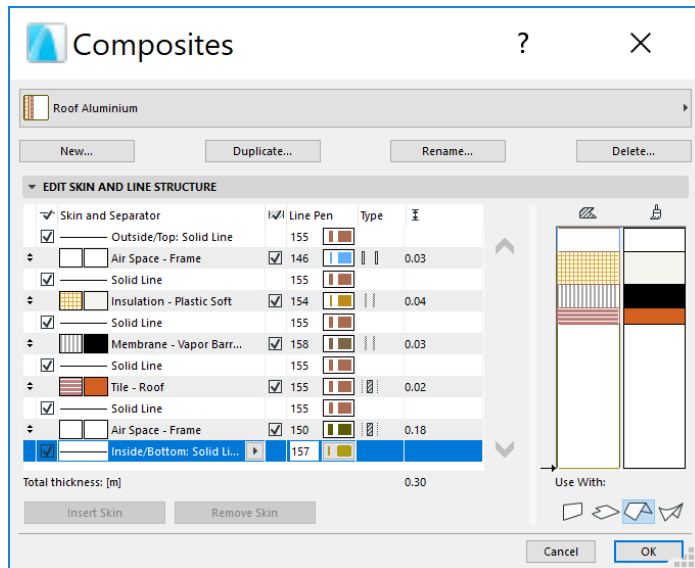 Composites ?
Roof Aluminium
New... Duplicate... Rename... Delete...
EDIT SKIN AND LINE STRUCTURE
Skin and Separator Line Pen Type
Outside/Top: Solid Line 155
Air Space - Frame 146 0.03
Solid Line 155
Insulation - Plastic Soft 154 0.04
Solid Line 155
Membrane - Vapor Barr... 158 0.03
Solid Line 155
Tile - Roof 155 0.02
Solid Line 155
Air Space - Frame 150 0.18
Inside/Bottom: Solid Li... 157
Total thickness: [m] 0.30 Use With:
Insert Skin Remove Skin
Cancel OK